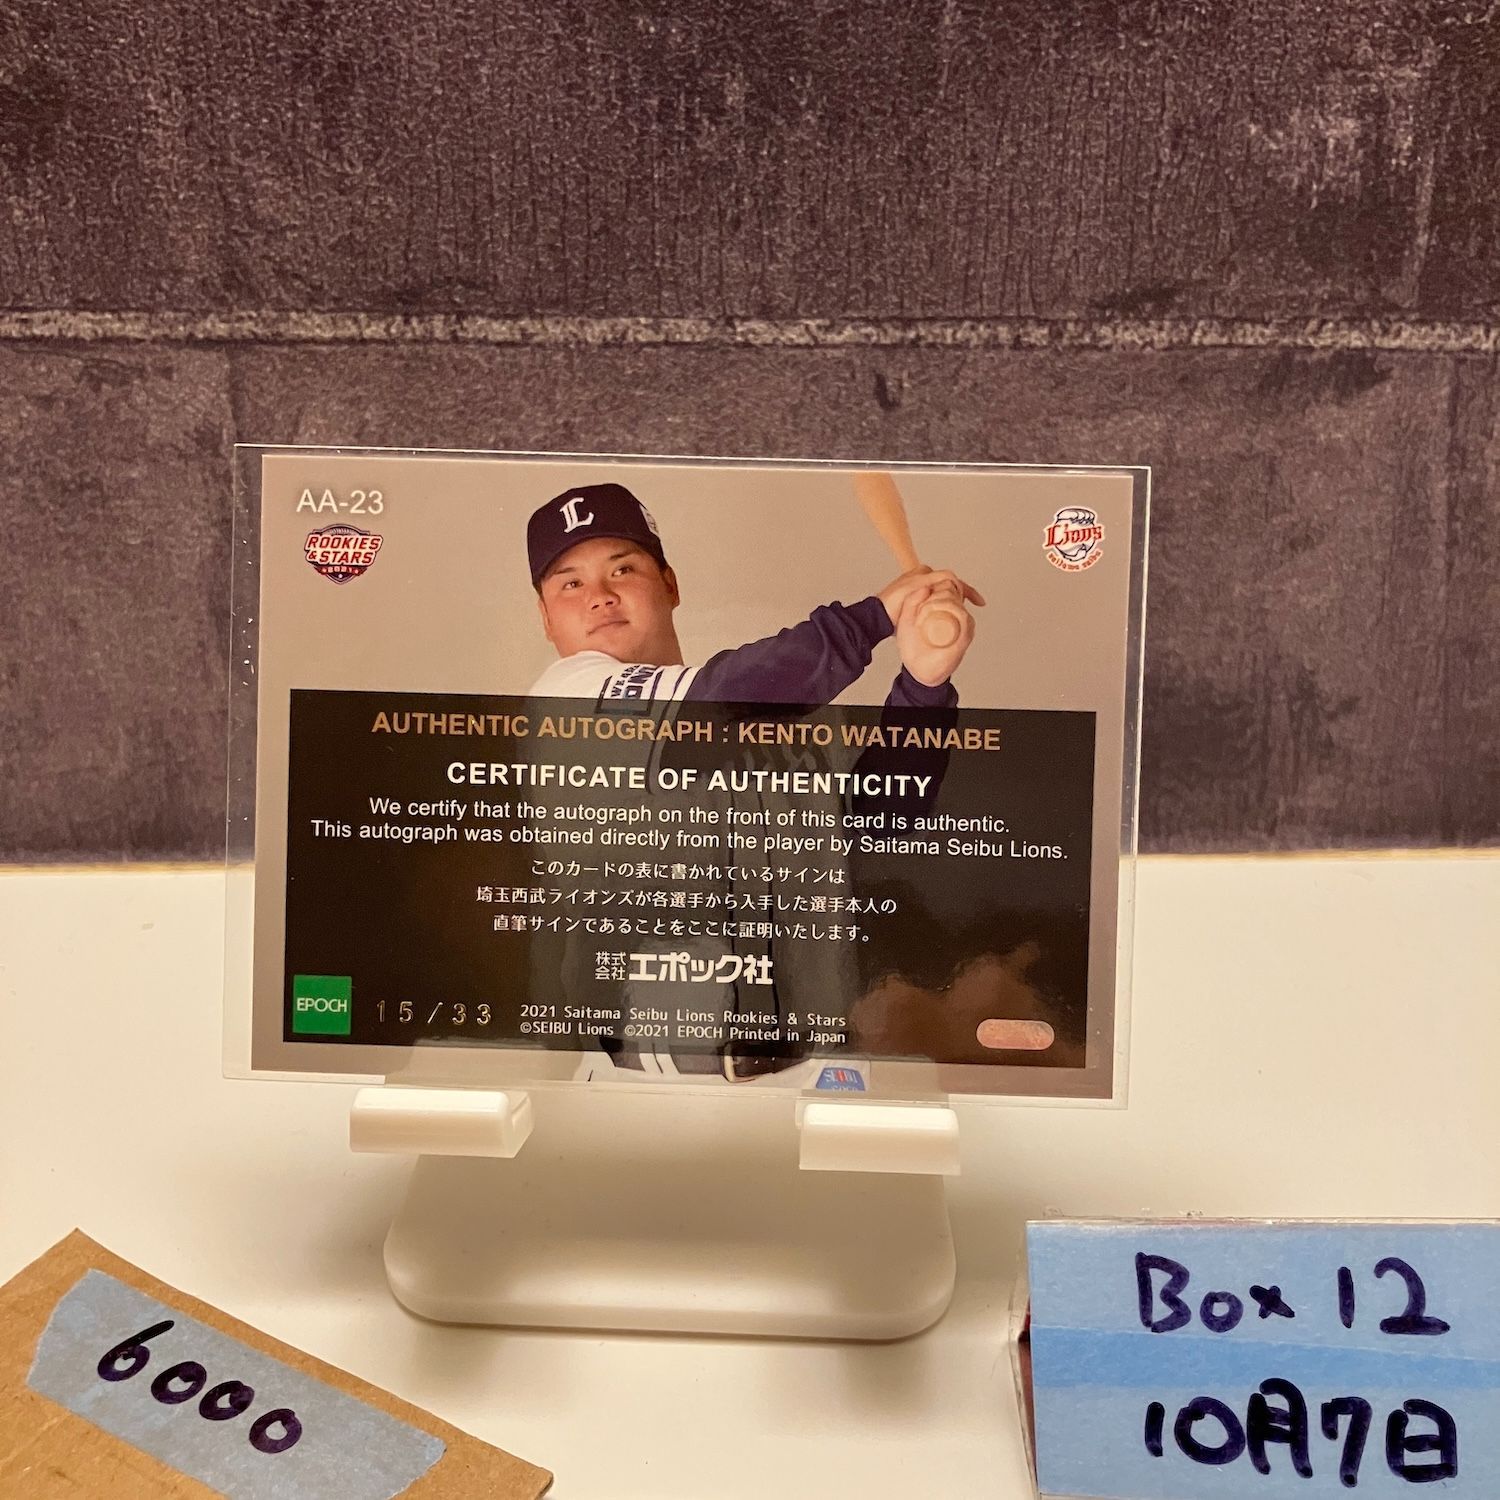 AA-23
ROOKIES
& STARS
2021
L
Lions
saitama seibu
WE ARE
AUTHENTIC AUTOGRAPH : KENTO WATANABE
CERTIFICATE OF AUTHENTICITY
We certify that the autograph on the front of this card is authentic.
This autograph was obtained directly from the player by Saitama Seibu Lions.
このカードの表に書かれているサインは
埼玉西武ライオンズが各選手から入手した選手本人の
直筆サインであることをここに証明いたします。
株式会社エポック社
EPOCH
15/33
2021 Saitama Seibu Lions Rookies & Stars
©SEIBU Lions ©2021 EPOCH Printed in Japan
6000
Box 12
10月7日